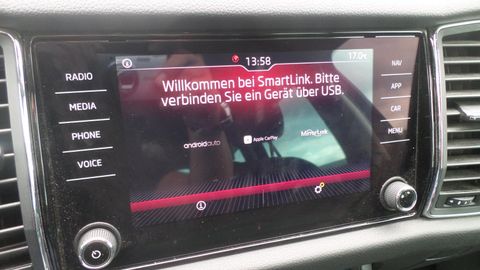 13:58
17.0°C
RADIO
MEDIA
PHONE
VOICE
Willkommen bei SmartLink. Bitte
verbinden Sie ein Gerät über USB.
androidauto
Apple CarPlay
MirrorLink
NAV
APP
CAR
MENU